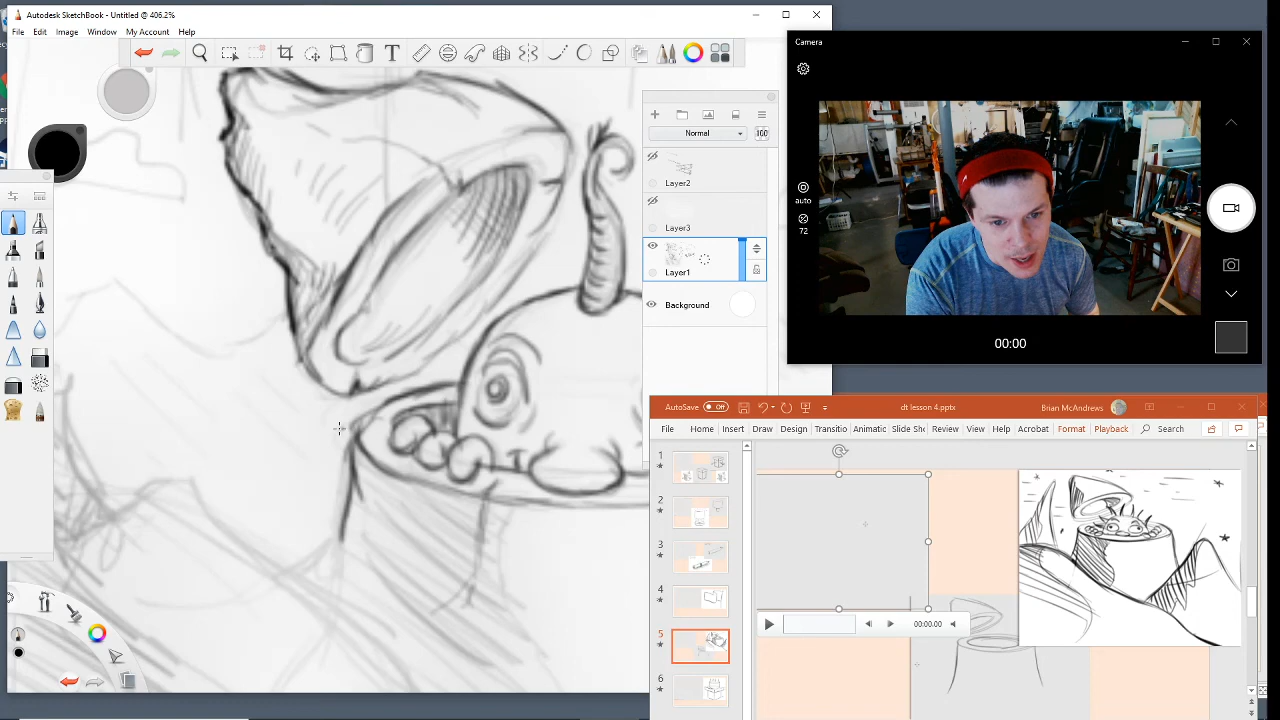 Autodesk SketchBook - Untitled @ 406.2%
File Edit Image Window My Account Help
T
Normal 100
Layer2
Layer3
Layer1
Background
Camera
auto
72
00:00
AutoSave Off dt lesson 4.pptx Brian McAndrews
File Home Insert Draw Design Transitio Animatic Slide Sho Review View Help Acrobat Format Playback Search
1
2
3
4
5
6
00:00.00